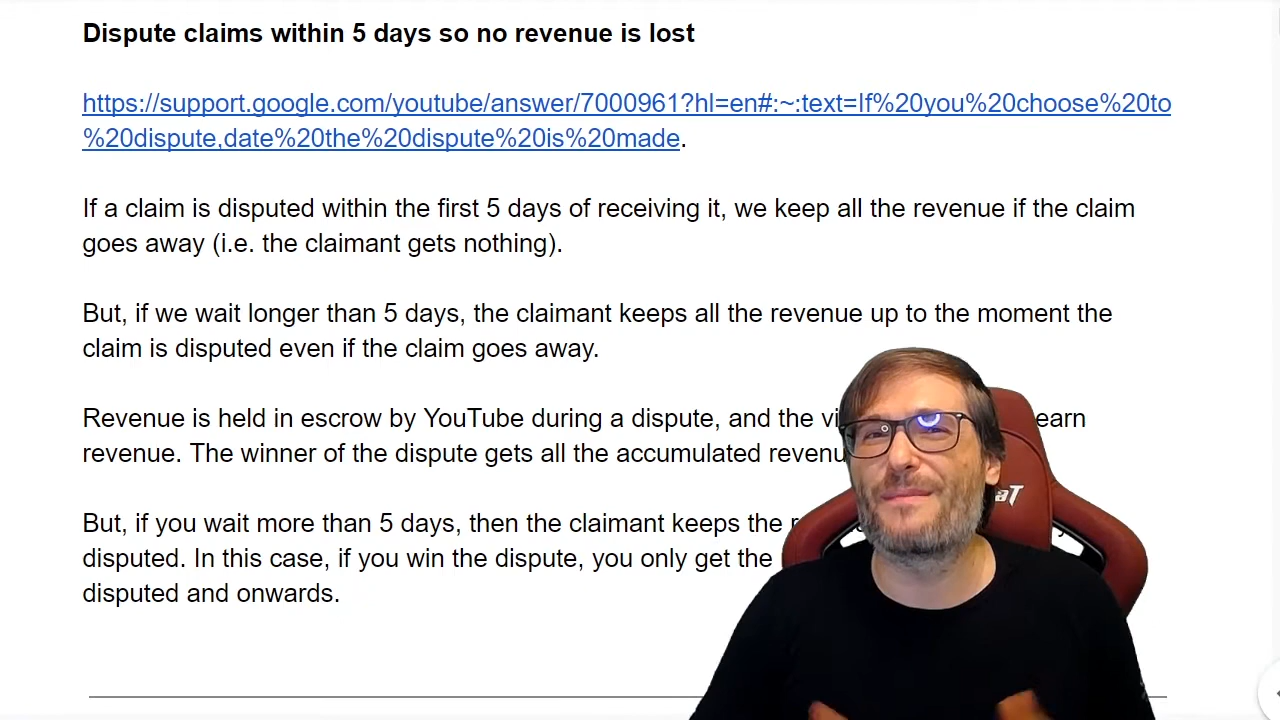 Dispute claims within 5 days so no revenue is lost
https://support.google.com/youtube/answer/7000961?hl=en#:~:text=If%20you%20choose%20to
%20dispute,date%20the%20dispute%20is%20made.
If a claim is disputed within the first 5 days of receiving it, we keep all the revenue if the claim
goes away (i.e. the claimant gets nothing).
But, if we wait longer than 5 days, the claimant keeps all the revenue up to the moment the
claim is disputed even if the claim goes away.
Revenue is held in escrow by YouTube during a dispute, and the earn
revenue. The winner of the dispute gets all the accumulated
But, if you wait more than 5 days, then the claimant keeps the
disputed. In this case, if you win the dispute, you only get the
disputed and onwards.